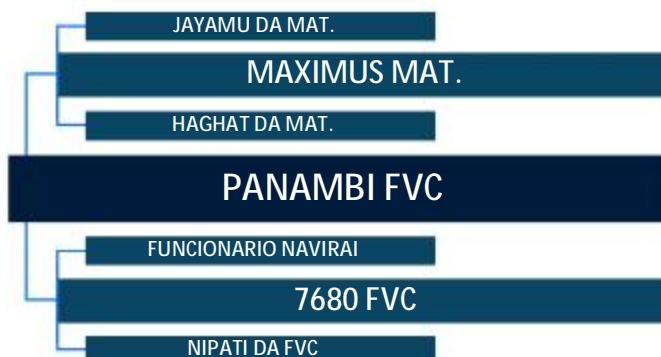 JAYAMU DA MAT.
MAXIMUS MAT.
HAGHAT DA MAT.
PANAMBI FVC
FUNCIONARIO NAVIRAI
7680 FVC
NIPATI DA FVC